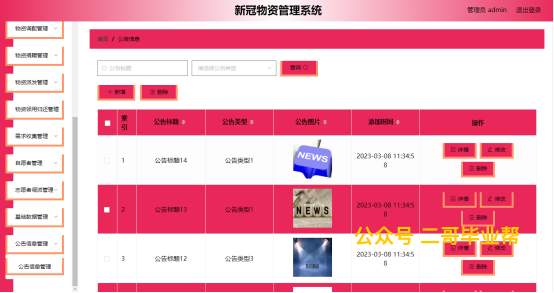 新冠物资管理系统
管理员 admin 退出登录
物资调配管理
首页 / 公告信息
物资捐赠管理
公告标题 请选择公告类型 查询
物资派发管理
+ 新增 删除
物资领用归还管理
索引 公告标题 公告类型 公告图片 添加时间 操作
需求收集管理
1 公告标题14 公告类型1 NEWS 2023-03-08 11:34:58 详情 修改 删除
志愿者管理
志愿者组派管理
2 公告标题13 公告类型1 NEWS 2023-03-08 11:34:58 详情 修改 删除
基础数据管理
公众号 二哥毕业帮
公告信息管理
3 公告标题12 公告类型1 2023-03-08 11:34:58 详情 修改 删除
公告信息管理